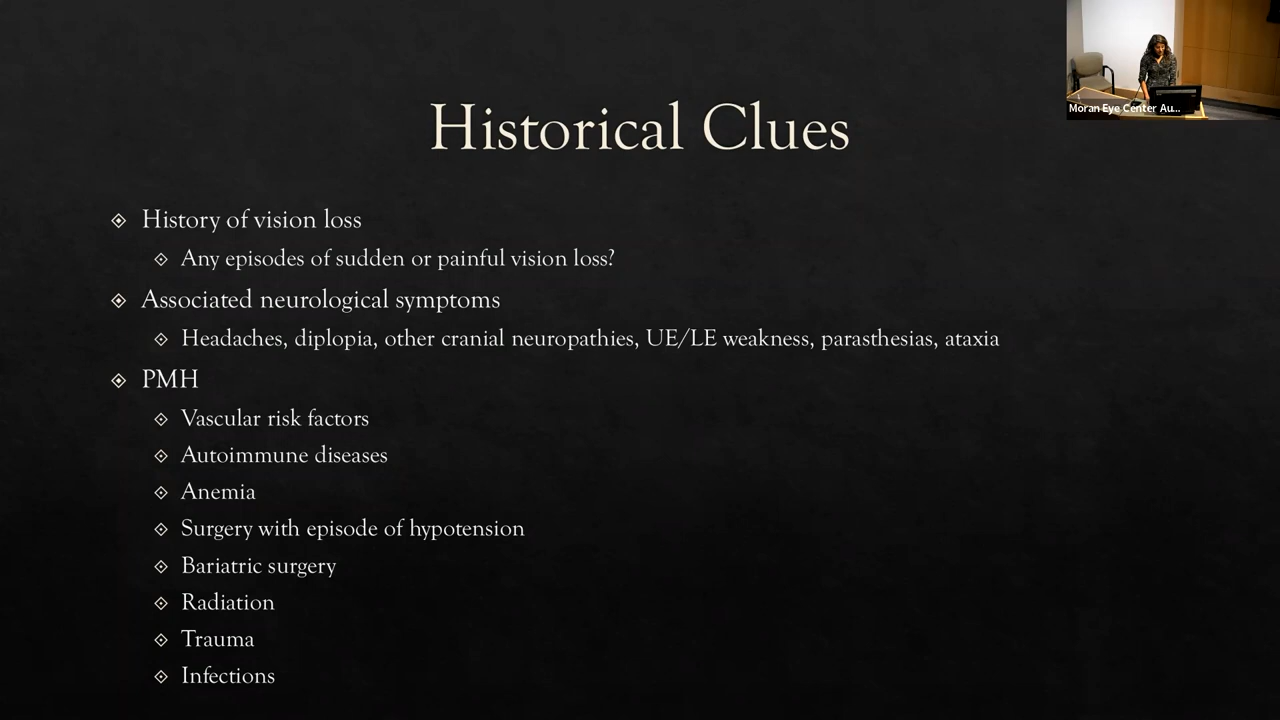 Moran Eye Center Au...
Historical Clues
History of vision loss
Any episodes of sudden or painful vision loss?
Associated neurological symptoms
Headaches, diplopia, other cranial neuropathies, UE/LE weakness, parasthesias, ataxia
PMH
Vascular risk factors
Autoimmune diseases
Anemia
Surgery with episode of hypotension
Bariatric surgery
Radiation
Trauma
Infections